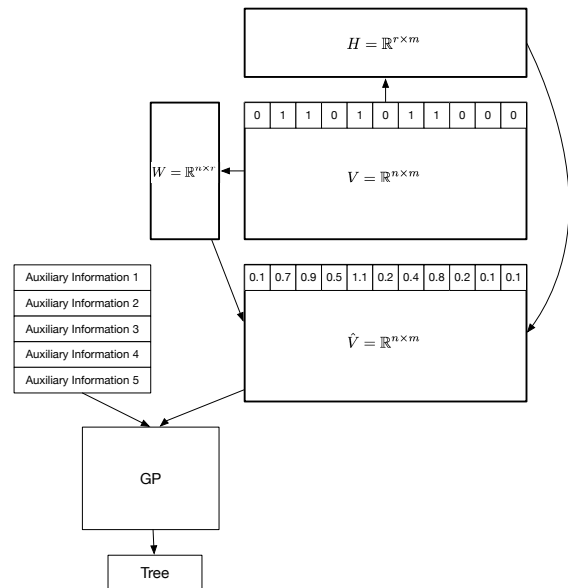 H = ℝ^{r×m}
0 1 1 0 1 0 1 1 0 0 0
W = ℝ^{n×r}
V = ℝ^{n×m}
0.1 0.7 0.9 0.5 1.1 0.2 0.4 0.8 0.2 0.1 0.1
V̂ = ℝ^{n×m}
Auxiliary Information 1
Auxiliary Information 2
Auxiliary Information 3
Auxiliary Information 4
Auxiliary Information 5
GP
Tree